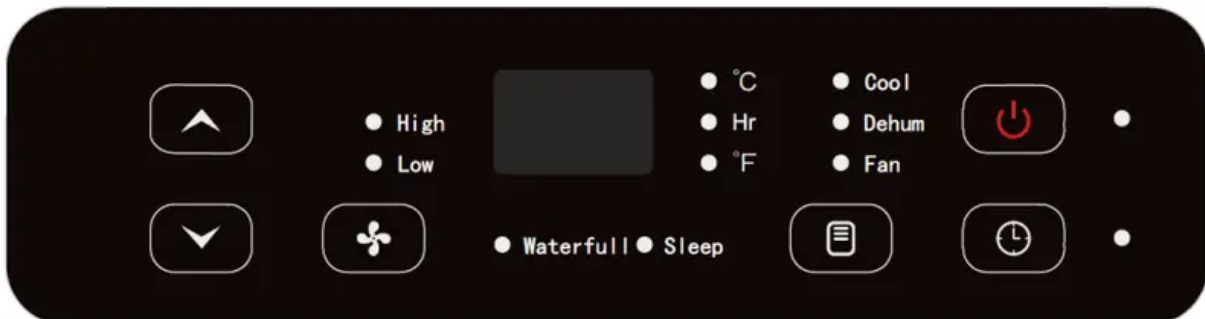 High
Low
°C
Hr
°F
Cool
Dehum
Fan
Waterfull
Sleep